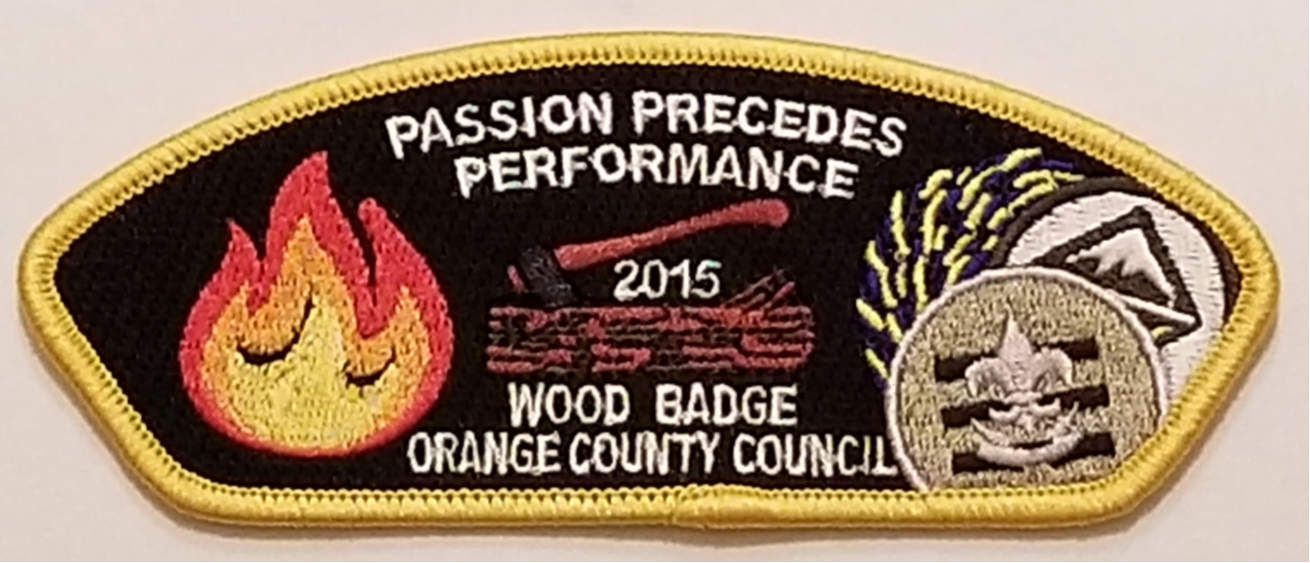 PASSION PRECEDES
PERFORMANCE
2015
WOOD BADGE
ORANGE COUNTY COUNCIL